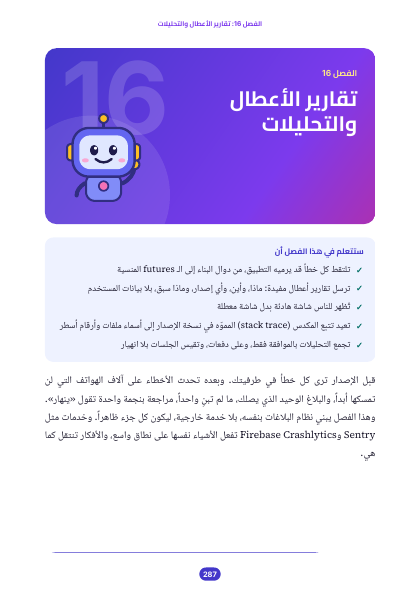 الفصل 16: تقارير الأعطال والتحليلات
16
الفصل 16
تقارير الأعطال
والتحليلات
ستتعلم في هذا الفصل أن
✓ تلتقط كل خطأ قد يرميه التطبيق، من دوال البناء إلى الـ futures المنسية
✓ ترسل تقارير أعطال مفيدة: ماذا، وأين، وأي إصدار، وماذا سبق، بلا بيانات المستخدم
✓ تُظهر للناس شاشة هادئة بدل شاشة معطلة
✓ تعيد تتبع المكدس (stack trace) المموّه في نسخة الإصدار إلى أسماء ملفات وأرقام أسطر
✓ تجمع التحليلات بالموافقة فقط، وعلى دفعات، وتقيس الجلسات بلا انهيار
قبل الإصدار ترى كل خطأ في طرفيتك. وبعده تحدث الأخطاء على آلاف الهواتف التي لن
تمسكها أبداً، والبلاغ الوحيد الذي يصلك، ما لم تبنِ واحداً، مراجعة بنجمة واحدة تقول «ينهار».
وهذا الفصل يبني نظام البلاغات بنفسه، بلا خدمة خارجية، ليكون كل جزء ظاهراً. وخدمات مثل
Sentry وFirebase Crashlytics تفعل الأشياء نفسها على نطاق واسع، والأفكار تنتقل كما
هي.
287